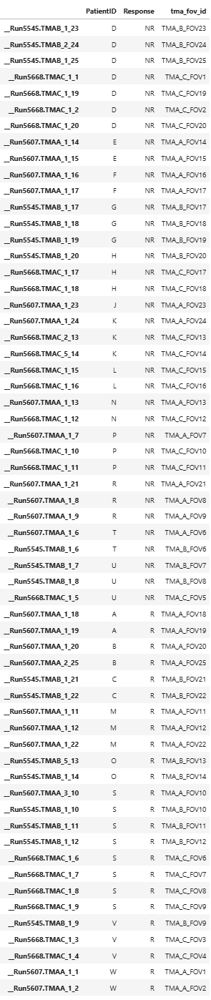 PatientID Response tma_fov_id
__Run5545.TMAB_1_23 D NR TMA_B_FOV23
__Run5545.TMAB_2_24 D NR TMA_B_FOV24
__Run5545.TMAB_1_25 D NR TMA_B_FOV25
__Run5668.TMAC_1_1 D NR TMA_C_FOV1
__Run5668.TMAC_1_19 D NR TMA_C_FOV19
__Run5668.TMAC_1_2 D NR TMA_C_FOV2
__Run5668.TMAC_1_20 D NR TMA_C_FOV20
__Run5607.TMAA_1_14 E NR TMA_A_FOV14
__Run5607.TMAA_1_15 E NR TMA_A_FOV15
__Run5607.TMAA_1_16 F NR TMA_A_FOV16
__Run5607.TMAA_1_17 F NR TMA_A_FOV17
__Run5545.TMAB_1_17 G NR TMA_B_FOV17
__Run5545.TMAB_1_18 G NR TMA_B_FOV18
__Run5545.TMAB_1_19 G NR TMA_B_FOV19
__Run5545.TMAB_1_20 H NR TMA_B_FOV20
__Run5668.TMAC_1_17 H NR TMA_C_FOV17
__Run5668.TMAC_1_18 H NR TMA_C_FOV18
__Run5607.TMAA_1_23 J NR TMA_A_FOV23
__Run5607.TMAA_1_24 K NR TMA_A_FOV24
__Run5668.TMAC_2_13 K NR TMA_C_FOV13
__Run5668.TMAC_5_14 K NR TMA_C_FOV14
__Run5668.TMAC_1_15 L NR TMA_C_FOV15
__Run5668.TMAC_1_16 L NR TMA_C_FOV16
__Run5607.TMAA_1_13 N NR TMA_A_FOV13
__Run5668.TMAC_1_12 N NR TMA_C_FOV12
__Run5607.TMAA_1_7 P NR TMA_A_FOV7
__Run5668.TMAC_1_10 P NR TMA_C_FOV10
__Run5668.TMAC_1_11 P NR TMA_C_FOV11
__Run5607.TMAA_1_21 R NR TMA_A_FOV21
__Run5607.TMAA_1_8 R NR TMA_A_FOV8
__Run5607.TMAA_1_9 R NR TMA_A_FOV9
__Run5607.TMAA_1_6 T NR TMA_A_FOV6
__Run5545.TMAB_1_6 T NR TMA_B_FOV6
__Run5545.TMAB_1_7 U NR TMA_B_FOV7
__Run5545.TMAB_1_8 U NR TMA_B_FOV8
__Run5668.TMAC_1_5 U NR TMA_C_FOV5
__Run5607.TMAA_1_18 A R TMA_A_FOV18
__Run5607.TMAA_1_19 A R TMA_A_FOV19
__Run5607.TMAA_1_20 B R TMA_A_FOV20
__Run5607.TMAA_2_25 B R TMA_A_FOV25
__Run5545.TMAB_1_21 C R TMA_B_FOV21
__Run5545.TMAB_1_22 C R TMA_B_FOV22
__Run5607.TMAA_1_11 M R TMA_A_FOV11
__Run5607.TMAA_1_12 M R TMA_A_FOV12
__Run5607.TMAA_1_22 M R TMA_A_FOV22
__Run5545.TMAB_5_13 O R TMA_B_FOV13
__Run5545.TMAB_1_14 O R TMA_B_FOV14
__Run5607.TMAA_3_10 S R TMA_A_FOV10
__Run5545.TMAB_1_10 S R TMA_B_FOV10
__Run5545.TMAB_1_11 S R TMA_B_FOV11
__Run5545.TMAB_1_12 S R TMA_B_FOV12
__Run5668.TMAC_1_6 S R TMA_C_FOV6
__Run5668.TMAC_1_7 S R TMA_C_FOV7
__Run5668.TMAC_1_8 S R TMA_C_FOV8
__Run5668.TMAC_1_9 S R TMA_C_FOV9
__Run5545.TMAB_1_9 V R TMA_B_FOV9
__Run5668.TMAC_1_3 V R TMA_C_FOV3
__Run5668.TMAC_1_4 V R TMA_C_FOV4
__Run5607.TMAA_1_1 W R TMA_A_FOV1
__Run5607.TMAA_1_2 W R TMA_A_FOV2